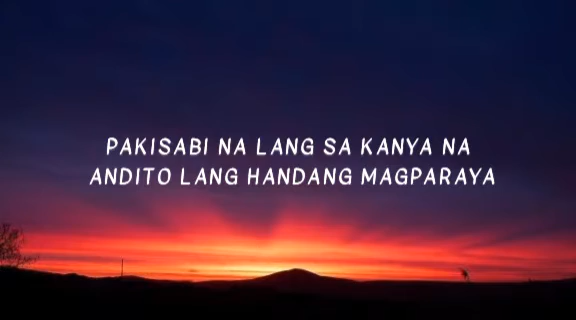 PAKISABI NA LANG SA KANYA NA
ANDITO LANG HANDANG MAGPARAYA